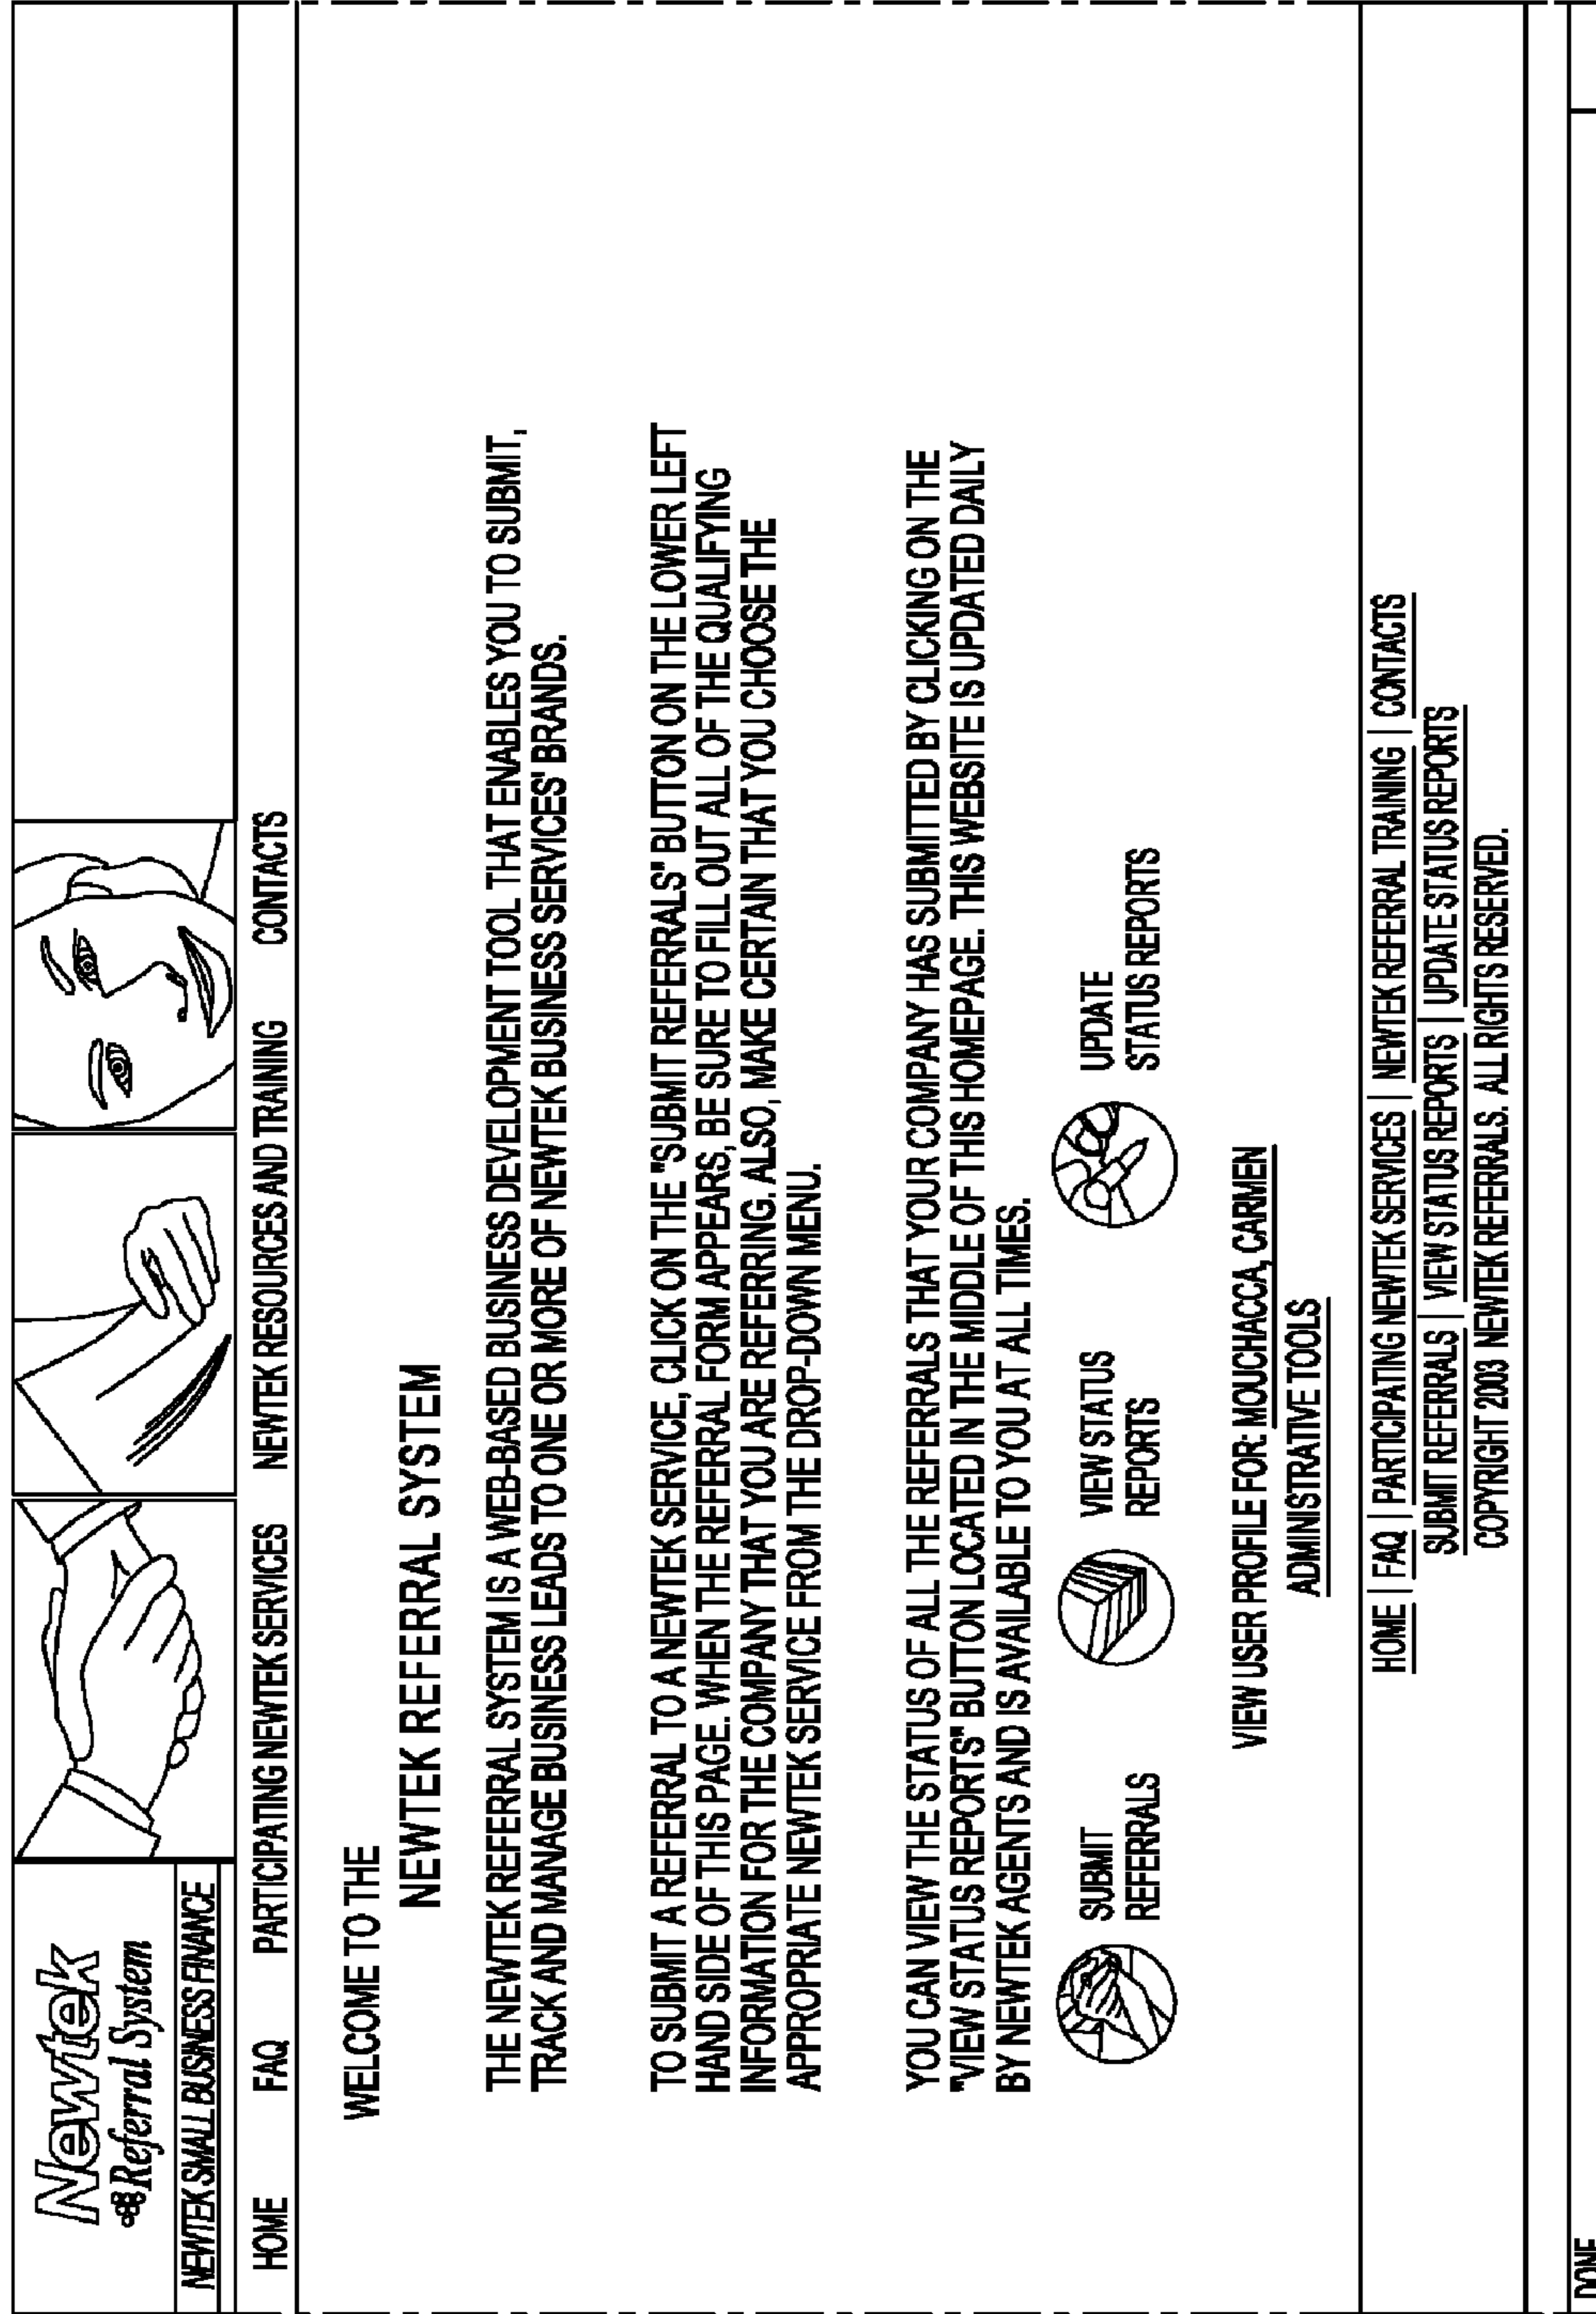 Newtek
Referral System
NEWTEK SMALL BUSINESS FINANCE
HOME FAQ PARTICIPATING NEWTEK SERVICES NEWTEK RESOURCES AND TRAINING CONTACTS
WELCOME TO THE
NEWTEK REFERRAL SYSTEM
THE NEWTEK REFERRAL SYSTEM IS A WEB-BASED BUSINESS DEVELOPMENT TOOL THAT ENABLES YOU TO SUBMIT,
TRACK AND MANAGE BUSINESS LEADS TO ONE OR MORE OF NEWTEK BUSINESS SERVICES' BRANDS.
TO SUBMIT A REFERRAL TO A NEWTEK SERVICE, CLICK ON THE "SUBMIT REFERRALS" BUTTON ON THE LOWER LEFT
HAND SIDE OF THIS PAGE. WHEN THE REFERRAL FORM APPEARS, BE SURE TO FILL OUT ALL OF THE QUALIFYING
INFORMATION FOR THE COMPANY THAT YOU ARE REFERRING. ALSO, MAKE CERTAIN THAT YOU CHOOSE THE
APPROPRIATE NEWTEK SERVICE FROM THE DROP-DOWN MENU.
YOU CAN VIEW THE STATUS OF ALL THE REFERRALS THAT YOUR COMPANY HAS SUBMITTED BY CLICKING ON THE
"VIEW STATUS REPORTS" BUTTON LOCATED IN THE MIDDLE OF THIS HOMEPAGE. THIS WEBSITE IS UPDATED DAILY
BY NEWTEK AGENTS AND IS AVAILABLE TO YOU AT ALL TIMES.
SUBMIT
REFERRALS
VIEW STATUS
REPORTS
UPDATE
STATUS REPORTS
VIEW USER PROFILE FOR: MOUCHACCA, CARMEN
ADMINISTRATIVE TOOLS
HOME | FAQ | PARTICIPATING NEWTEK SERVICES | NEWTEK REFERRAL TRAINING | CONTACTS
SUBMIT REFERRALS | VIEW STATUS REPORTS | UPDATE STATUS REPORTS
COPYRIGHT 2003 NEWTEK REFERRALS. ALL RIGHTS RESERVED.
DONE